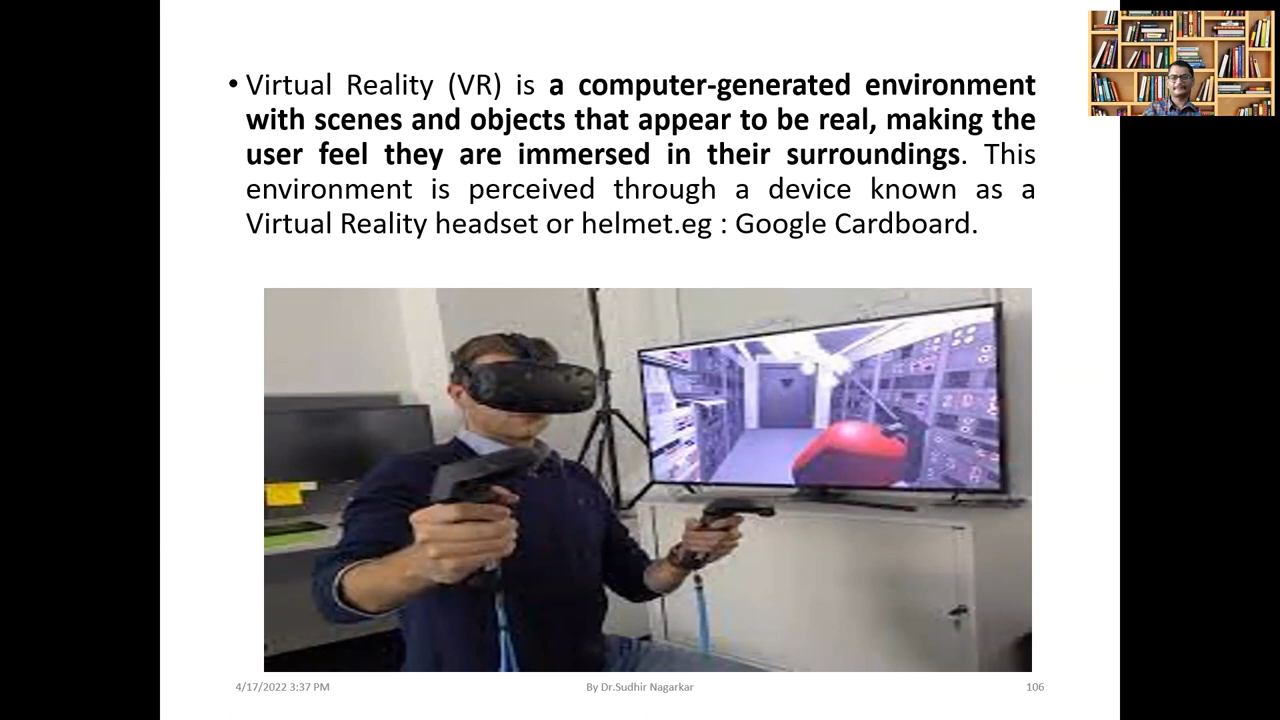 • Virtual Reality (VR) is a computer-generated environment
with scenes and objects that appear to be real, making the
user feel they are immersed in their surroundings. This
environment is perceived through a device known as a
Virtual Reality headset or helmet.eg : Google Cardboard.
4/17/2022 3:37 PM
By Dr.Sudhir Nagarkar
106